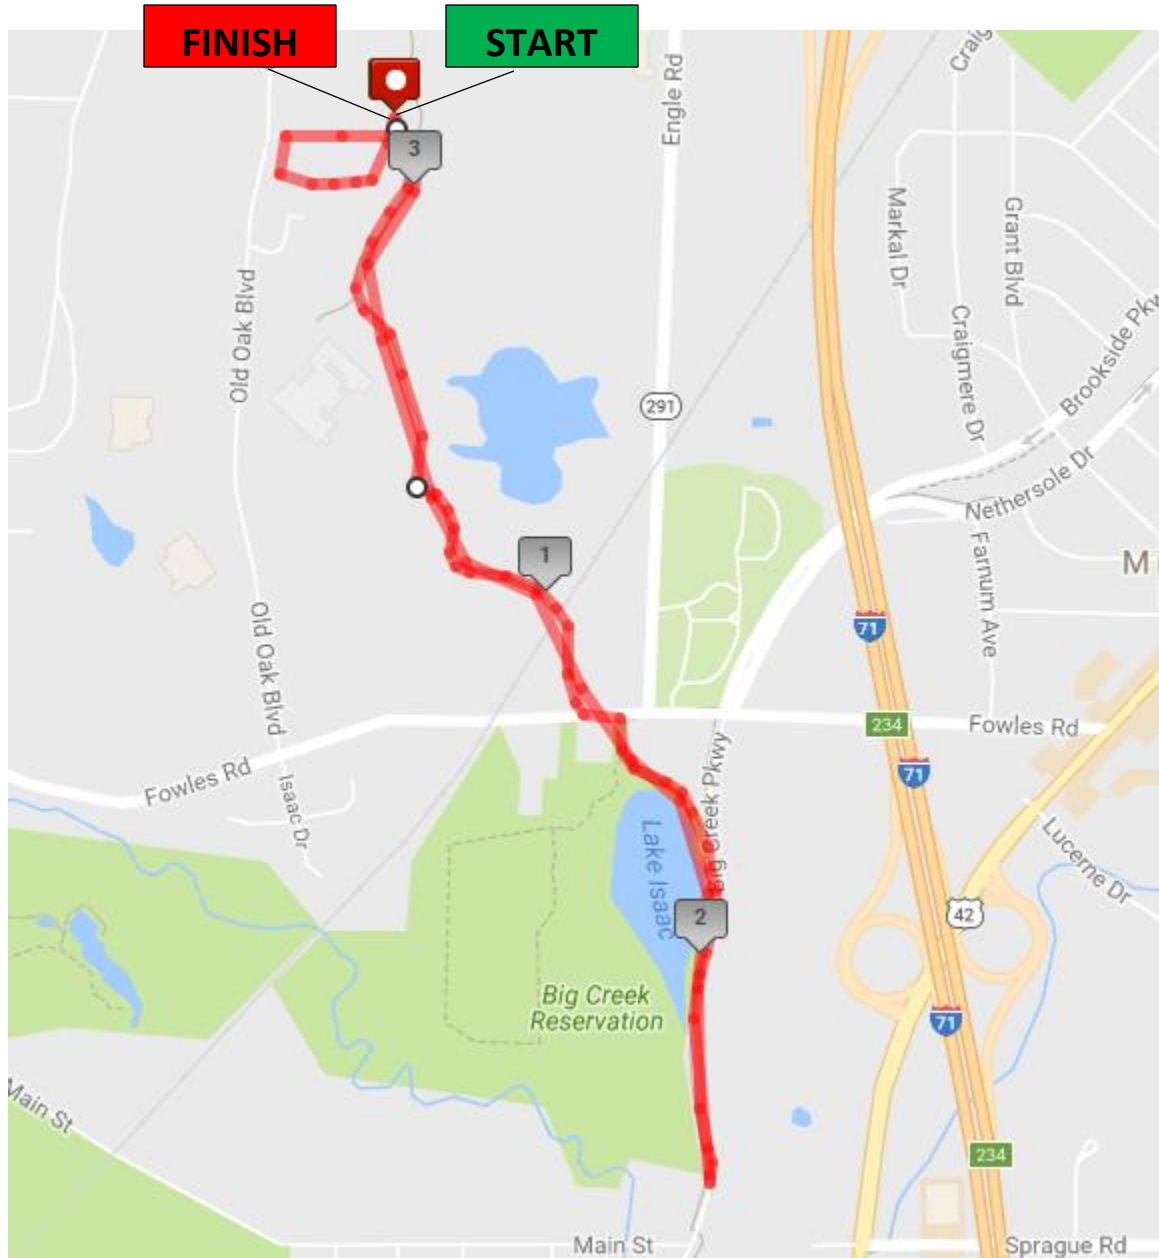 FINISH
START
Craig
Engle Rd
3
Markal Dr
Grant Blvd
Old Oak Blvd
Craigmere Dr
Brookside Pkw
291
Nethersole Dr
1
Farnum Ave
Mi
71
Old Oak Blvd
234
Fowles Rd
Fowles Rd
71
Isaac Dr
Big Creek Pkwy
Lake Isaac
Lucerne Dr
2
42
Big Creek
Reservation
71
Main St
234
Main St
Sprague Rd